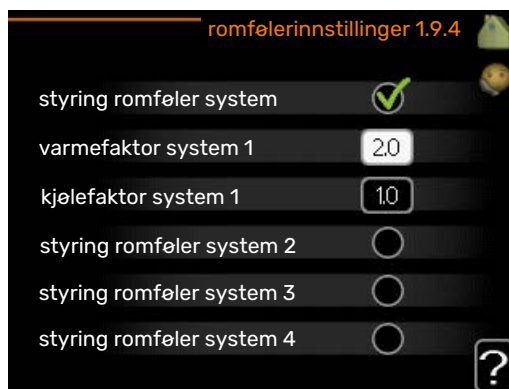 romfølerinnstillinger 1.9.4
styring romføler system
varmefaktor system 1 2.0
kjølefaktor system 1 1.0
styring romføler system 2
styring romføler system 3
styring romføler system 4
?